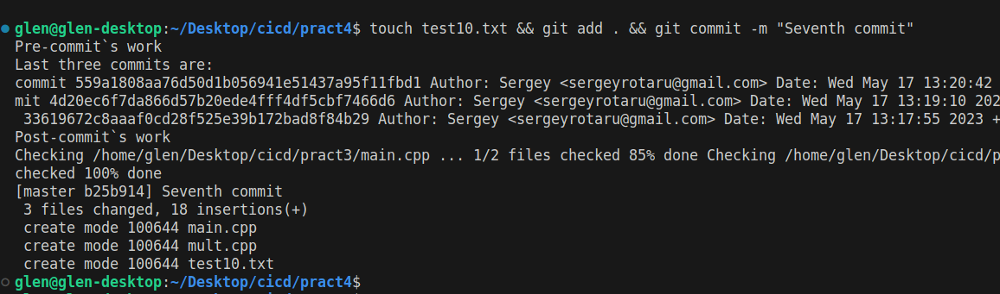 glen@glen-desktop:~/Desktop/cicd/pract4$ touch test10.txt && git add . && git commit -m "Seventh commit"
Pre-commit`s work
Last three commits are:
commit 559a1808aa76d50d1b056941e51437a95f11fbd1 Author: Sergey <sergeyrotaru@gmail.com> Date: Wed May 17 13:20:42
mit 4d20ec6f7da866d57b20ede4fff4df5cbf7466d6 Author: Sergey <sergeyrotaru@gmail.com> Date: Wed May 17 13:19:10 202
33619672c8aaaf0cd28f525e39b172bad8f84b29 Author: Sergey <sergeyrotaru@gmail.com> Date: Wed May 17 13:17:55 2023 +
Post-commit`s work
Checking /home/glen/Desktop/cicd/pract3/main.cpp ... 1/2 files checked 85% done Checking /home/glen/Desktop/cicd/p
checked 100% done
[master b25b914] Seventh commit
3 files changed, 18 insertions(+)
create mode 100644 main.cpp
create mode 100644 mult.cpp
create mode 100644 test10.txt
glen@glen-desktop:~/Desktop/cicd/pract4$